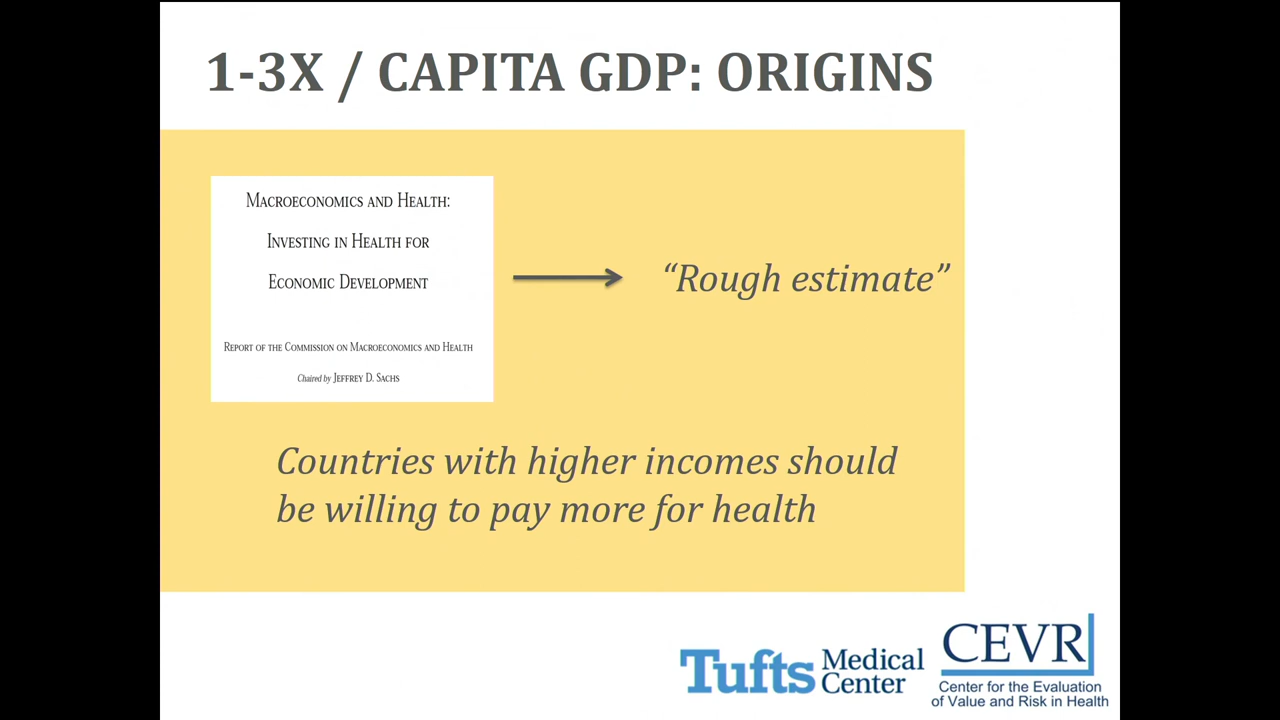 1-3X / CAPITA GDP: ORIGINS
MACROECONOMICS AND HEALTH:
INVESTING IN HEALTH FOR
ECONOMIC DEVELOPMENT
REPORT OF THE COMMISSION ON MACROECONOMICS AND HEALTH
Chaired by JEFFREY D. SACHS
“Rough estimate”
Countries with higher incomes should
be willing to pay more for health
Tufts Medical Center
CEVR
Center for the Evaluation
of Value and Risk in Health